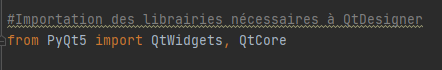 #Importation des librairies nécessaires à QtDesigner
from PyQt5 import QtWidgets, QtCore